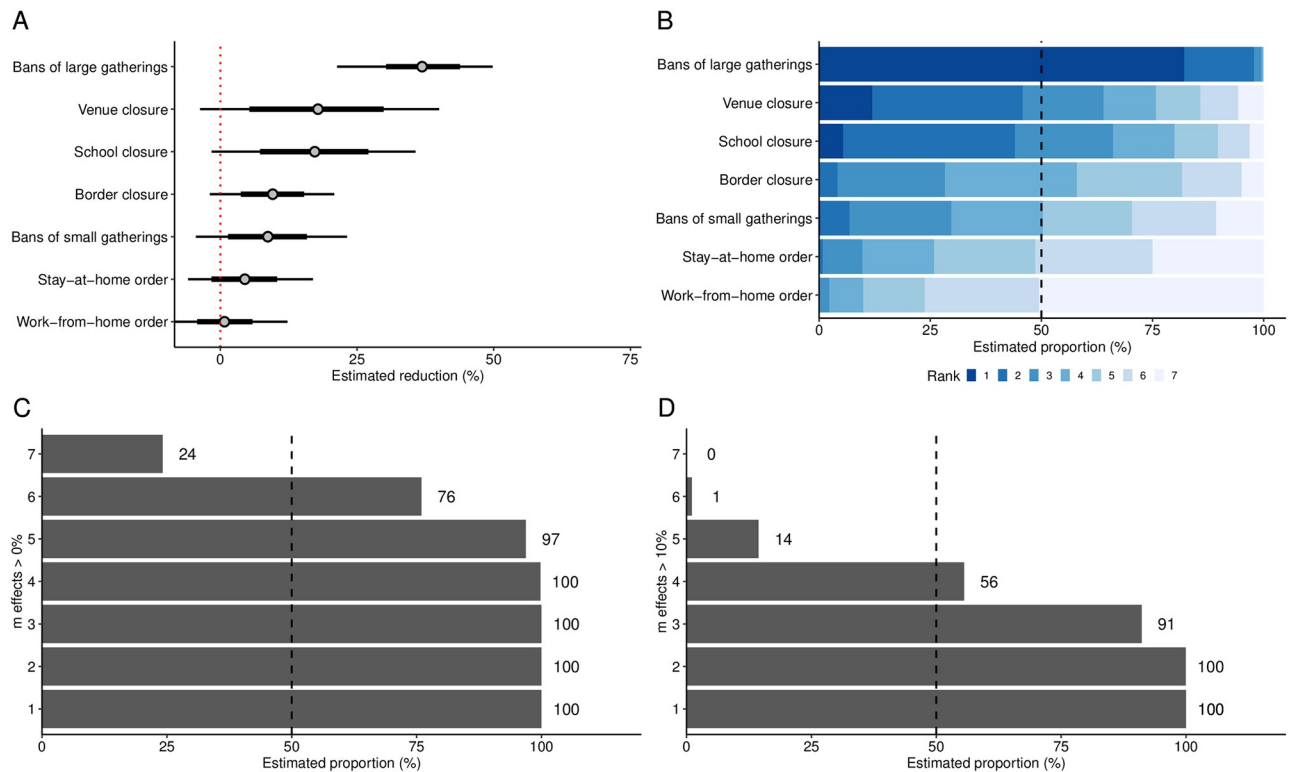 A
Bans of large gatherings
Venue closure
School closure
Border closure
Bans of small gatherings
Stay−at−home order
Work−from−home order
0 25 50 75
Estimated reduction (%)
B
Bans of large gatherings
Venue closure
School closure
Border closure
Bans of small gatherings
Stay−at−home order
Work−from−home order
0 25 50 75 100
Estimated proportion (%)
Rank 1 2 3 4 5 6 7
C
m effects > 0%
7 24
6 76
5 97
4 100
3 100
2 100
1 100
0 25 50 75 100
Estimated proportion (%)
D
m effects > 10%
7 0
6 1
5 14
4 56
3 91
2 100
1 100
0 25 50 75 100
Estimated proportion (%)